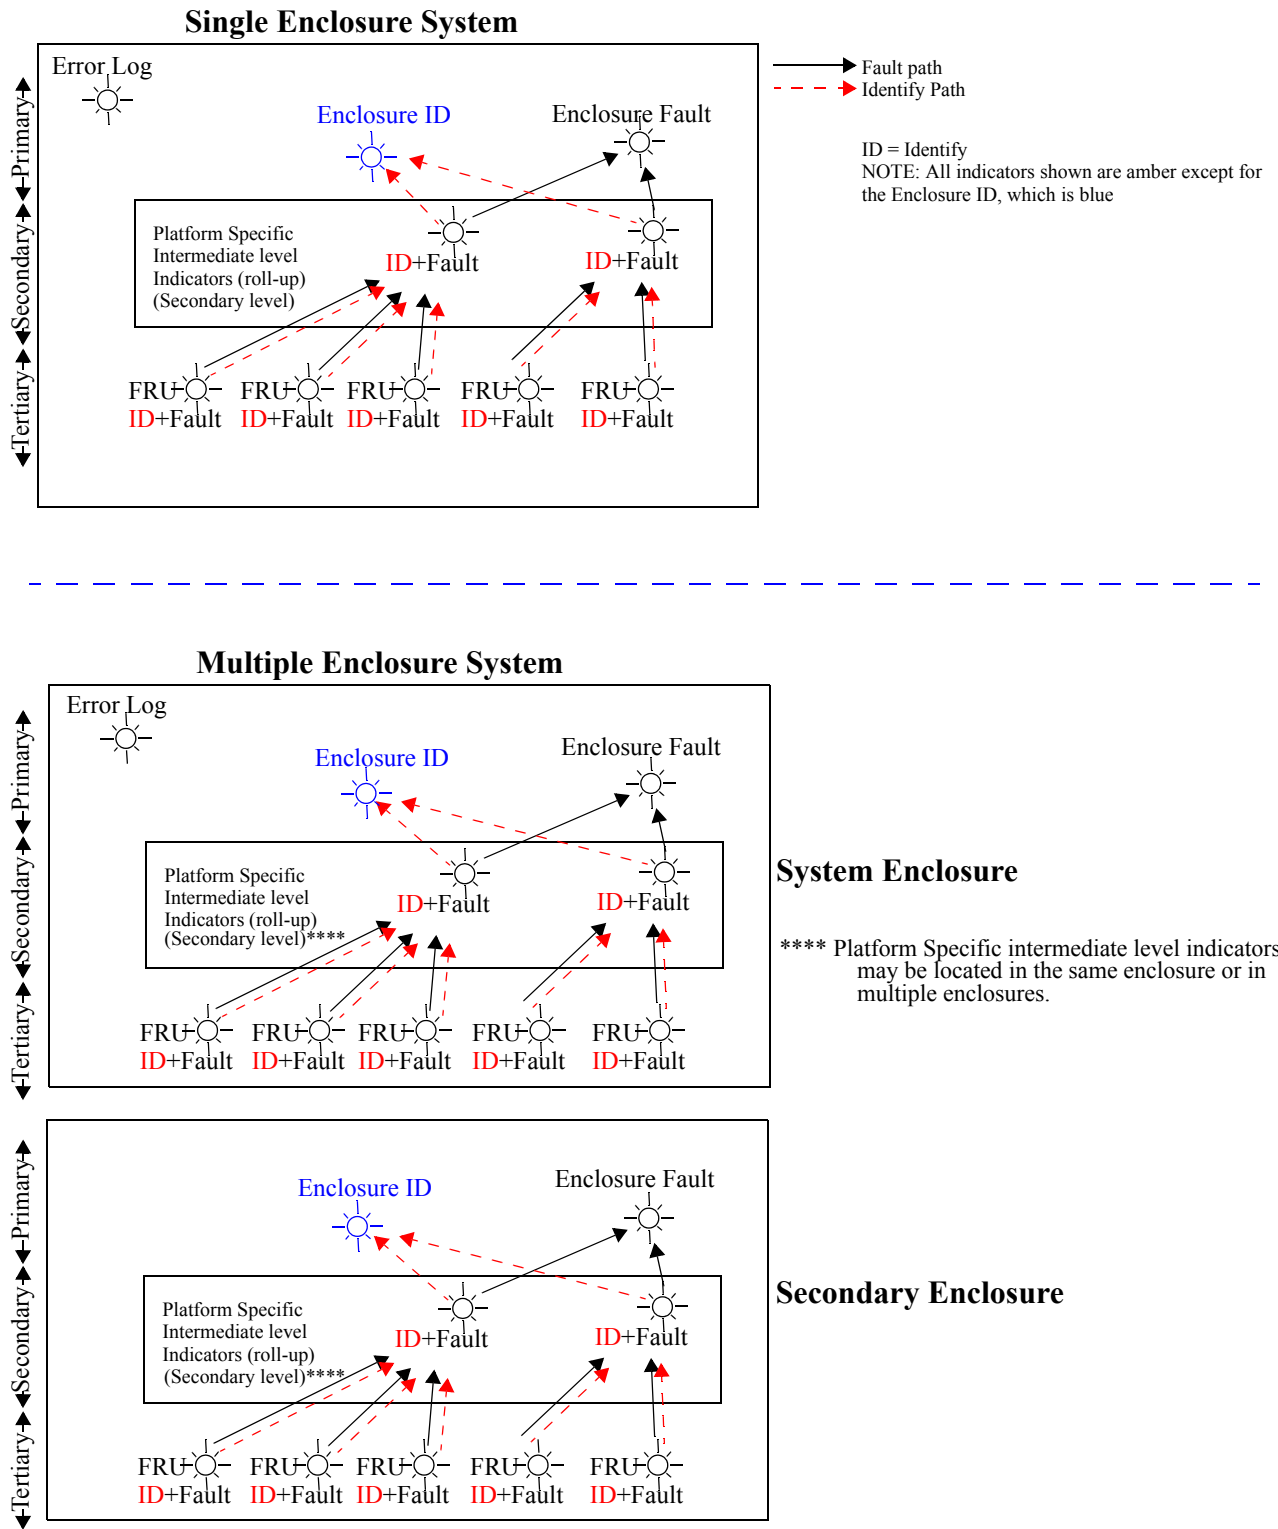 Single Enclosure System
Error Log
Enclosure ID
Enclosure Fault
Fault path
Identify Path
ID = Identify
NOTE: All indicators shown are amber except for
the Enclosure ID, which is blue
Primary
Secondary
Tertiary
Platform Specific
Intermediate level
Indicators (roll-up)
(Secondary level)
ID+Fault
ID+Fault
FRU
ID+Fault
FRU
ID+Fault
FRU
ID+Fault
FRU
ID+Fault
FRU
ID+Fault
Multiple Enclosure System
Error Log
Enclosure ID
Enclosure Fault
Primary
Secondary
Tertiary
Platform Specific
Intermediate level
Indicators (roll-up)
(Secondary level)****
ID+Fault
ID+Fault
System Enclosure
**** Platform Specific intermediate level indicators
may be located in the same enclosure or in
multiple enclosures.
FRU
ID+Fault
FRU
ID+Fault
FRU
ID+Fault
FRU
ID+Fault
FRU
ID+Fault
Enclosure ID
Enclosure Fault
Primary
Secondary
Tertiary
Platform Specific
Intermediate level
Indicators (roll-up)
(Secondary level)****
ID+Fault
ID+Fault
Secondary Enclosure
FRU
ID+Fault
FRU
ID+Fault
FRU
ID+Fault
FRU
ID+Fault
FRU
ID+Fault